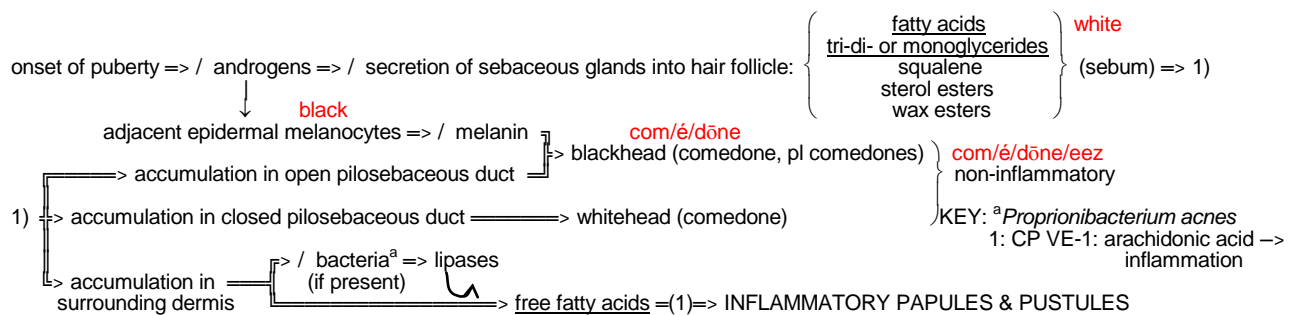 fatty acids white
tri-di- or monoglycerides
onset of puberty => / androgens => / secretion of sebaceous glands into hair follicle: squalene (sebum) => 1)
sterol esters
black wax esters
adjacent epidermal melanocytes => / melanin com/é/dōne
=> blackhead (comedone, pl comedones) com/é/dōne/eez
=> accumulation in open pilosebaceous duct non-inflammatory
1) => accumulation in closed pilosebaceous duct => whitehead (comedone) KEY: ᵃProprionibacterium acnes
1: CP VE-1: arachidonic acid –>
=> / bacteriaᵃ => lipases inflammation
=> accumulation in (if present)
surrounding dermis => free fatty acids =(1)=> INFLAMMATORY PAPULES & PUSTULES